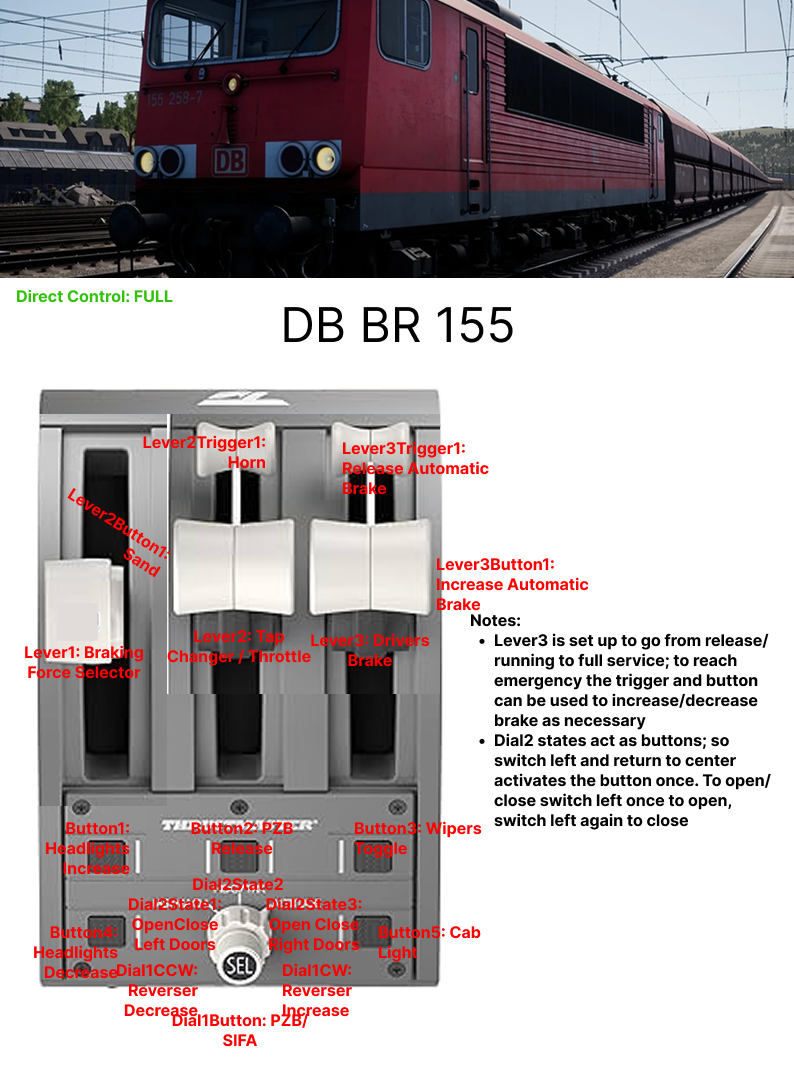 155 258-7
DB
Direct Control: FULL
DB BR 155
Lever2Trigger1:
Horn
Lever3Trigger1:
Release Automatic
Brake
Lever2Button1:
Sand
Lever3Button1:
Increase Automatic
Brake
Lever1: Braking
Force Selector
Lever2: Tap
Changer / Throttle
Lever3: Drivers
Brake
Notes:
• Lever3 is set up to go from release/
running to full service; to reach
emergency the trigger and button
can be used to increase/decrease
brake as necessary
• Dial2 states act as buttons; so
switch left and return to center
activates the button once. To open/
close switch left once to open,
switch left again to close
THRUSTMASTER
Button1:
Headlights
Increase
Button2: PZB
Release
Button3: Wipers
Toggle
Dial2State2
Dial2State1:
OpenClose
Left Doors
Dial2State3:
Open Close
Right Doors
Button4:
Headlights
Decrease
Button5: Cab
Light
SEL
Dial1CCW:
Reverser
Decrease
Dial1CW:
Reverser
Increase
Dial1Button: PZB/
SIFA